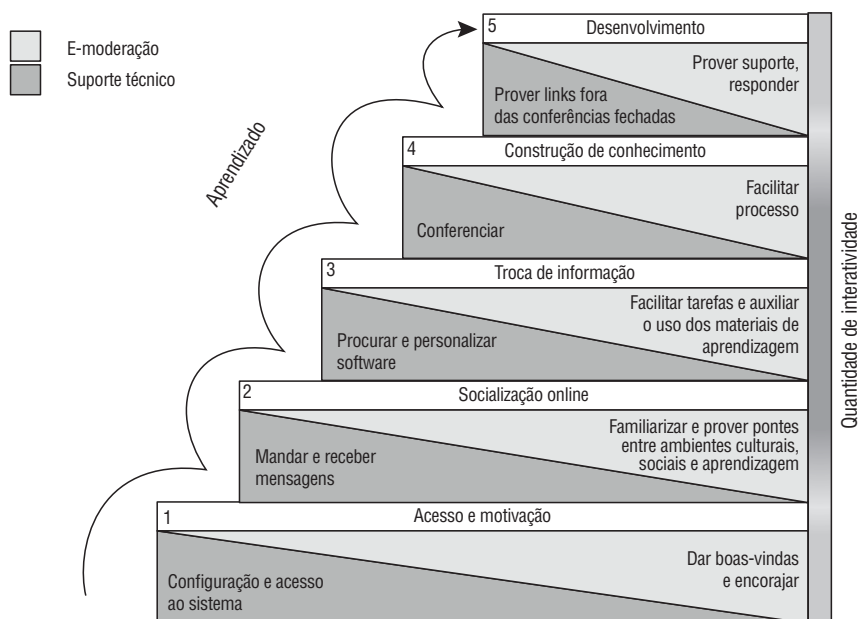 E-moderação
Suporte técnico
Aprendizado
5 Desenvolvimento
Prover suporte,
responder
Prover links fora
das conferências fechadas
4 Construção de conhecimento
Facilitar
processo
Conferenciar
3 Troca de informação
Facilitar tarefas e auxiliar
o uso dos materiais de
aprendizagem
Procurar e personalizar
software
2 Socialização online
Familiarizar e prover pontes
entre ambientes culturais,
sociais e aprendizagem
Mandar e receber
mensagens
1 Acesso e motivação
Dar boas-vindas
e encorajar
Configuração e acesso
ao sistema
Quantidade de interatividade